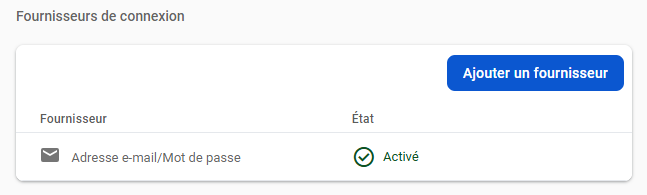 Fournisseurs de connexion
Ajouter un fournisseur
Fournisseur État
Adresse e-mail/Mot de passe Activé